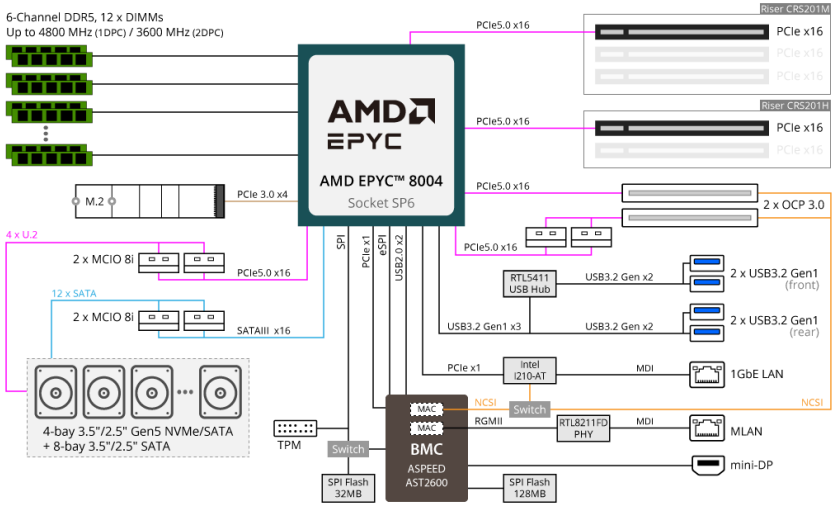 6-Channel DDR5, 12 x DIMMs
Up to 4800 MHz (1DPC) / 3600 MHz (2DPC)
PCIe5.0 x16
Riser CRS201M
PCIe x16
PCIe x16
PCIe x16
Riser CRS201H
PCIe5.0 x16
PCIe x16
PCIe x16
AMD
EPYC
AMD EPYC™ 8004
Socket SP6
M.2
PCIe 3.0 x4
PCIe5.0 x16
2 x OCP 3.0
PCIe5.0 x16
4 x U.2
2 x MCIO 8i
PCIe5.0 x16
12 x SATA
2 x MCIO 8i
SATAIII x16
SPI
PCIe x1
eSPI
USB2.0 x2
RTL5411
USB Hub
USB3.2 Gen x2
2 x USB3.2 Gen1
(front)
USB3.2 Gen1 x3
USB3.2 Gen x2
2 x USB3.2 Gen1
(rear)
PCIe x1
intel
i210-AT
MDI
1GbE LAN
4-bay 3.5"/2.5" Gen5 NVMe/SATA
+ 8-bay 3.5"/2.5" SATA
MAC
NCSI
Switch
NCSI
MAC
RGMII
RTL8211FD
PHY
MDI
MLAN
TPM
Switch
BMC
ASPEED
AST2600
mini-DP
SPI Flash
32MB
SPI Flash
128MB